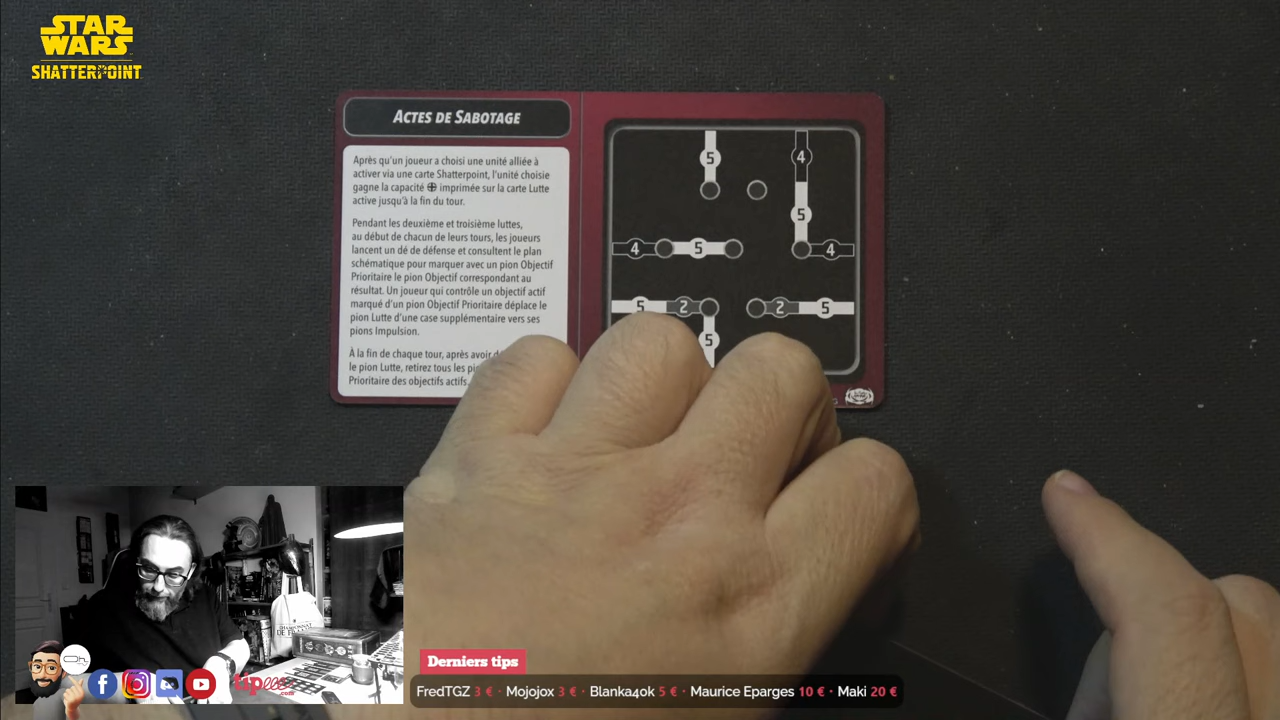 STAR
WARS
SHATTERPOINT
ACTES DE SABOTAGE
Après qu'un joueur a choisi une unité alliée à
activer via une carte Shatterpoint, l'unité choisie
gagne la capacité imprimée sur la carte Lutte
active jusqu'à la fin du tour.
Pendant les deuxième et troisième luttes,
au début de chacun de leurs tours, les joueurs
lancent un dé de défense et consultent le plan
schématique pour marquer avec un pion Objectif
Prioritaire le pion Objectif correspondant au
résultat. Un joueur qui contrôle un objectif actif
marqué d'un pion Objectif Prioritaire déplace le
pion Lutte d'une case supplémentaire vers ses
pions Impulsion.
À la fin de chaque tour, après avoir
le pion Lutte, retirez tous les
Prioritaire des objectifs actifs.
5 4
5
4 5 4
5 2 2 5
5
DE FR
tipeee
.com
Derniers tips
FredTGZ 3 € · Mojojox 3 € · Blanka40k 5 € · Maurice Eparges 10 € · Maki 20 €